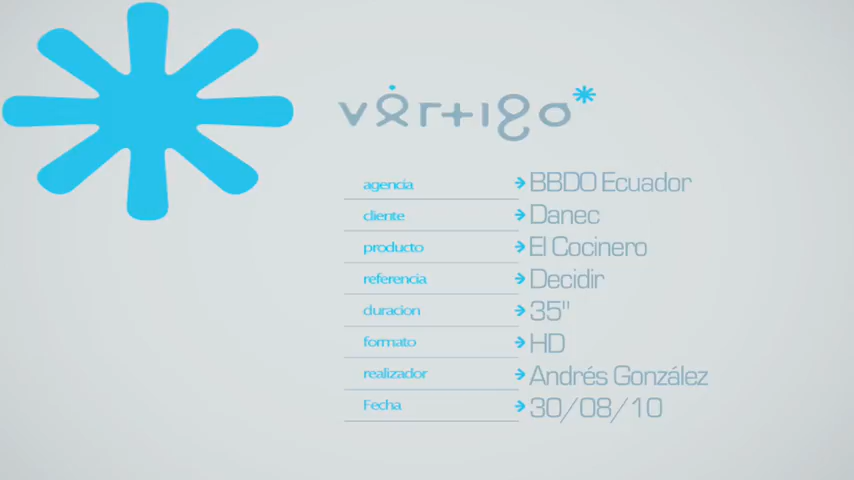 vértigo*
agencia → BBDO Ecuador
cliente → Danec
producto → El Cocinero
referencia → Decidir
duracion → 35"
formato → HD
realizador → Andrés González
Fecha → 30/08/10